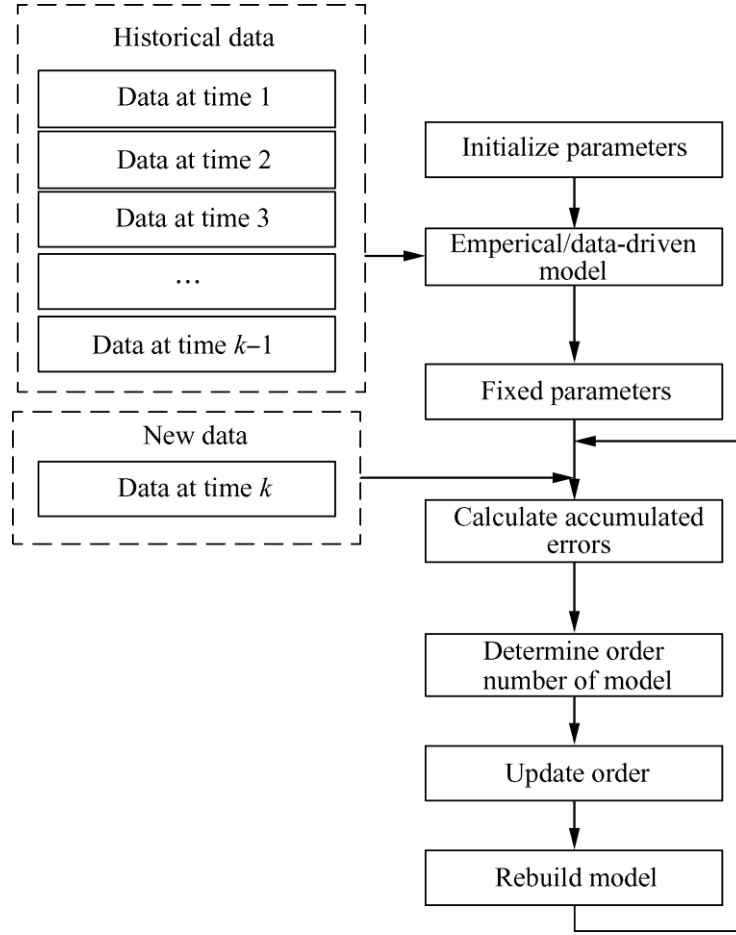 Historical data
Data at time 1
Data at time 2
Data at time 3
…
Data at time k–1
New data
Data at time k
Initialize parameters
Emperical/data-driven
model
Fixed parameters
Calculate accumulated
errors
Determine order
number of model
Update order
Rebuild model